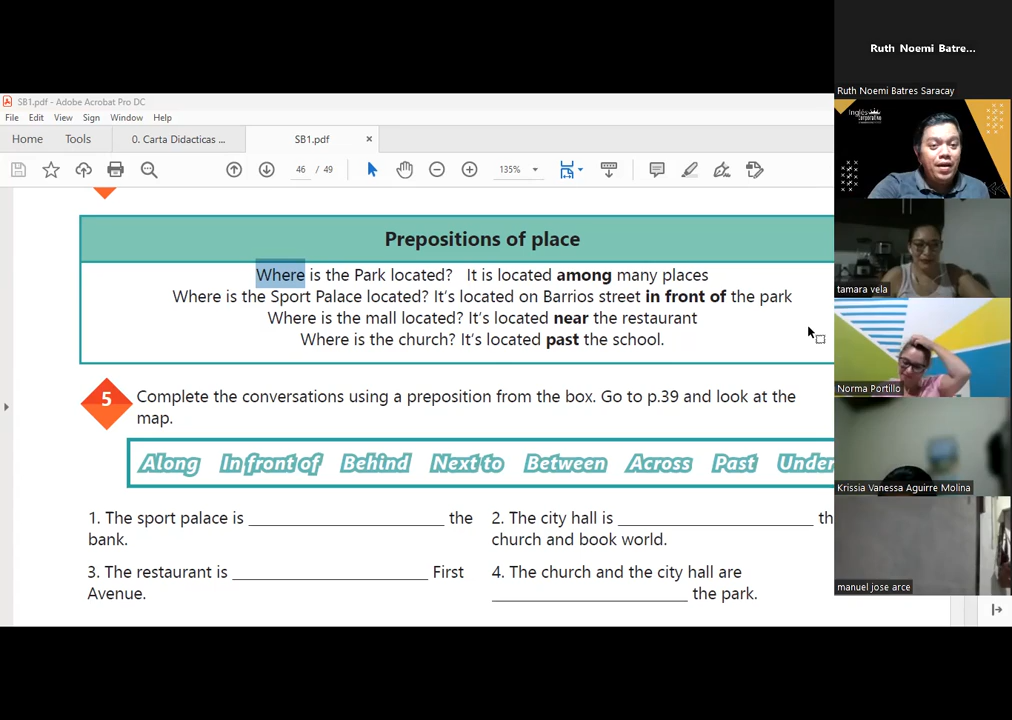 Ruth Noemi Batre...
Ruth Noemi Batres Saracay
SB1.pdf - Adobe Acrobat Pro DC
File Edit View Sign Window Help
Home Tools 0. Carta Didacticas ... SB1.pdf ×
46 / 49 135%
Inglés corporativo
Prepositions of place
Where is the Park located? It is located among many places
Where is the Sport Palace located? It's located on Barrios street in front of the park
Where is the mall located? It's located near the restaurant
Where is the church? It's located past the school.
tamara vela
5 Complete the conversations using a preposition from the box. Go to p.39 and look at the
map.
Norma Portillo
Along In front of Behind Next to Between Across Past Under
Krissia Vanessa Aguirre Molina
1. The sport palace is ______________________ the
bank.
2. The city hall is ______________________ th
church and book world.
3. The restaurant is ______________________ First
Avenue.
4. The church and the city hall are
______________________ the park.
manuel jose arce